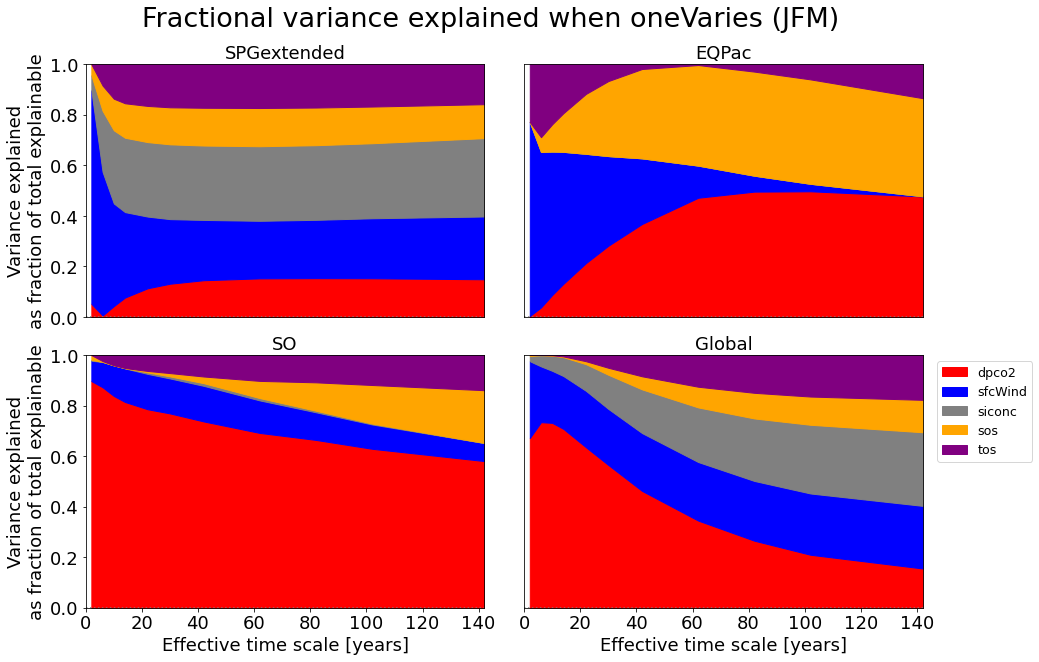 Fractional variance explained when oneVaries (JFM)
SPGextended
EQPac
Variance explained
as fraction of total explainable
1.0
0.8
0.6
0.4
0.2
0.0
SO
Global
Variance explained
as fraction of total explainable
1.0
0.8
0.6
0.4
0.2
0.0
0 20 40 60 80 100 120 140
0 20 40 60 80 100 120 140
Effective time scale [years]
Effective time scale [years]
dpco2
sfcWind
siconc
sos
tos